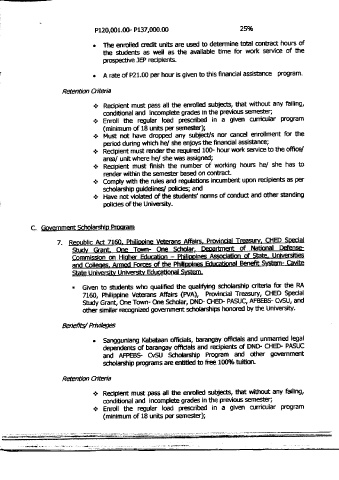 P120,001.00- P137,000.00 25%
• The enrolled credit units are used to determine total contract hours of
the students as well as the available time for work service of the
prospective JEP recipients.
• A rate of P21.00 per hour is given to this financial assistance program.
Retention Criteria
❖ Recipient must pass all the enrolled subjects, that without any failing,
conditional and incomplete grades in the previous semester;
❖ Enroll the regular load prescribed in a given curricular program
(minimum of 18 units per semester);
❖ Must not have dropped any subject/s nor cancel enrollment for the
period during which he/ she enjoys the financial assistance;
❖ Recipient must render the required 100- hour work service to the office/
area/ unit where he/ she was assigned;
❖ Recipient must finish the number of working hours he/ she has to
render within the semester based on contract.
❖ Comply with the rules and regulations incumbent upon recipients as per
scholarship guidelines/ policies; and
❖ Have not violated of the students' norms of conduct and other standing
policies of the University.
C. Government Scholarship Program
7. Republic Act 7160, Philippine Veterans Affairs, Provincial Treasury, CHED Special
Study Grant, One Town- One Scholar, Department of National Defense-
Commission on Higher Education – Philippines Association of State, Universities
and Colleges, Armed Forces of the Philippines Educational Benefit System- Cavite
State University University Educational System.
• Given to students who qualified the qualifying scholarship criteria for the RA
7160, Philippine Veterans Affairs (PVA), Provincial Treasury, CHED Special
Study Grant, One Town- One Scholar, DND- CHED- PASUC, AFBEBS- CvSU, and
other similar recognized government scholarships honored by the University.
Benefits/ Privileges
• Sangguniang Kabataan officials, barangay officials and unmarried legal
dependents of barangay officials and recipients of DND- CHED- PASUC
and AFPEBS- CvSU Scholarship Program and other government
scholarship programs are entitled to free 100% tuition.
Retention Criteria
❖ Recipient must pass all the enrolled subjects, that without any failing,
conditional and incomplete grades in the previous semester;
❖ Enroll the regular load prescribed in a given curricular program
(minimum of 18 units per semester);